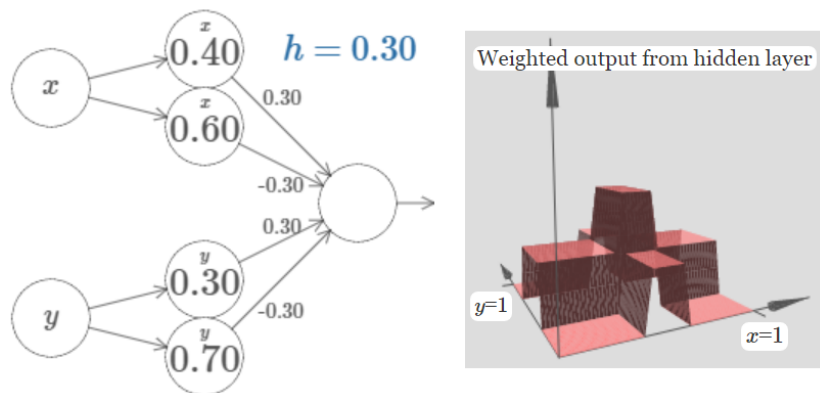 x
0.40
h = 0.30
Weighted output from hidden layer
x
0.30
x
0.60
-0.30
0.30
y
0.30
y
-0.30
y
0.70
y=1
x=1